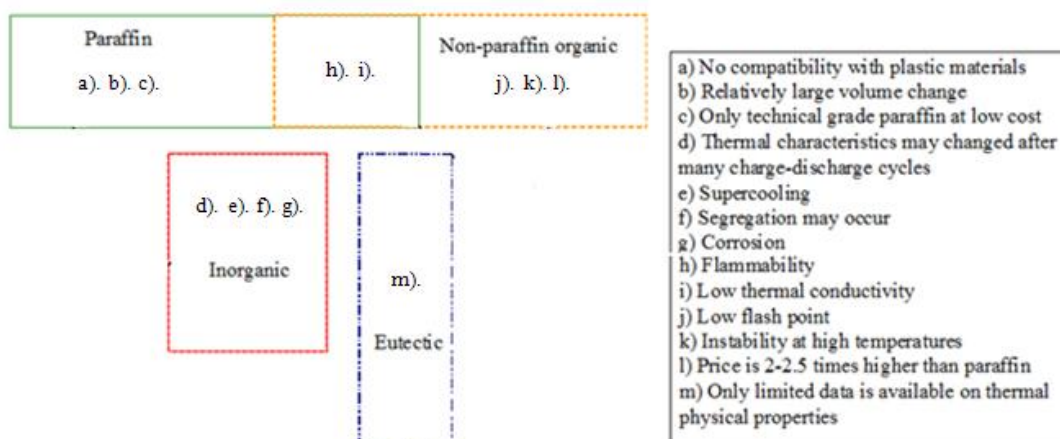 Paraffin
a). b). c).
h). i).
Non-paraffin organic
j). k). l).
d). e). f). g).
Inorganic
m).
Eutectic
a) No compatibility with plastic materials
b) Relatively large volume change
c) Only technical grade paraffin at low cost
d) Thermal characteristics may changed after
many charge-discharge cycles
e) Supercooling
f) Segregation may occur
g) Corrosion
h) Flammability
i) Low thermal conductivity
j) Low flash point
k) Instability at high temperatures
l) Price is 2-2.5 times higher than paraffin
m) Only limited data is available on thermal
physical properties